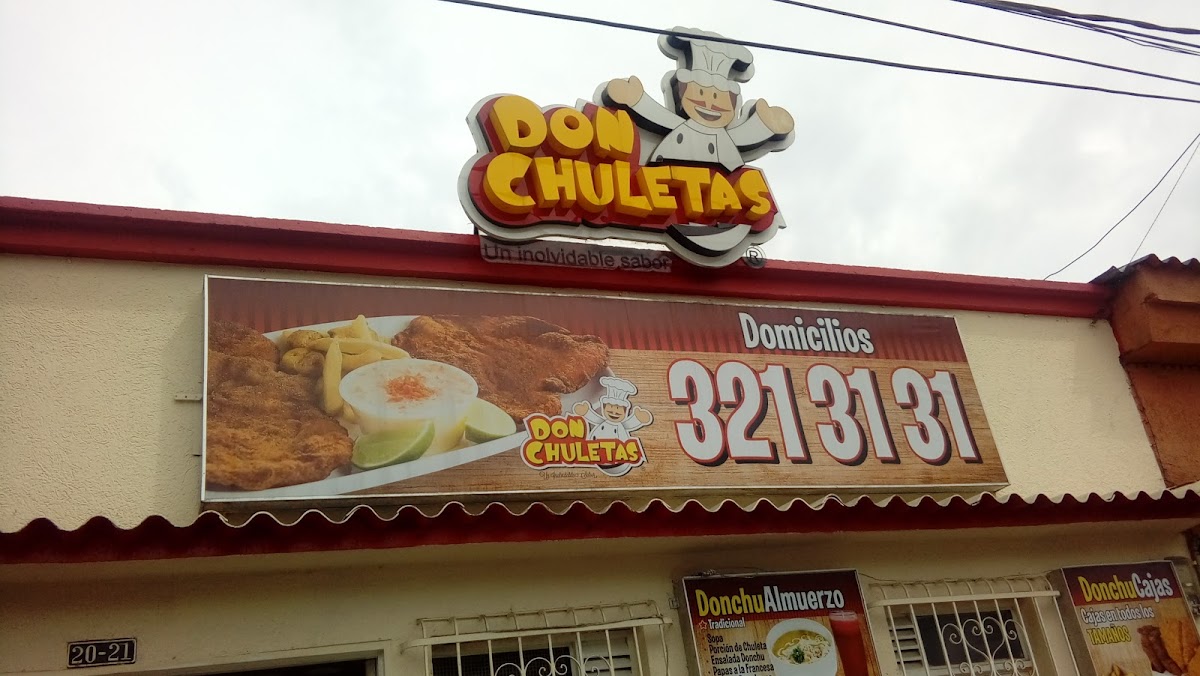 DON
CHULETAS
Un inolvidable sabor
®
Domicilios
321 31 31
DON
CHULETAS
20-21
DonchuAlmuerzo
Tradicional
· Sopa
· Porción de Chuleta
· Ensalada Donchu
· Papas a la Francesa
DonchuCajas
Cajas en todos los
TAMAÑOS